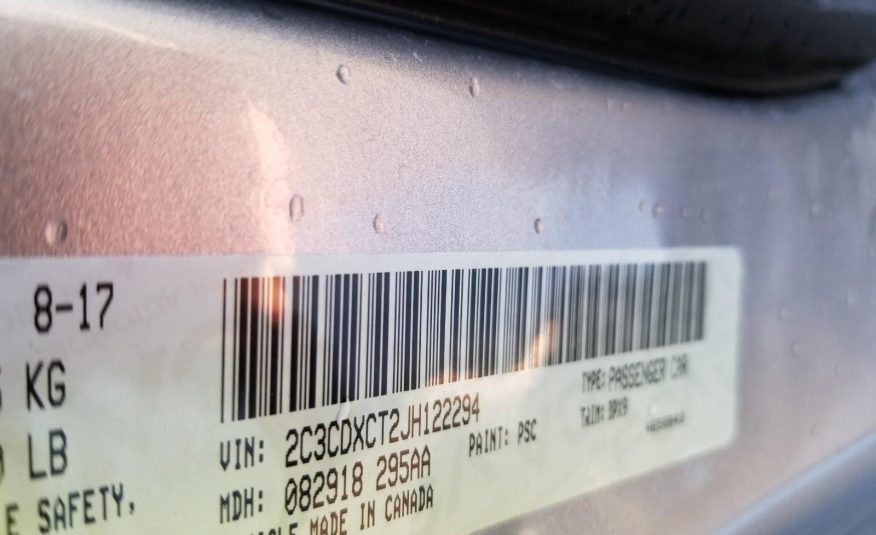 8-17
KG
LB
E SAFETY,
VIN: 2C3CDXCT2JH122294
MDH: 082918 295AA
PAINT: PSC
TYPE: PASSENGER CAR
TRIM:
MADE IN CANADA